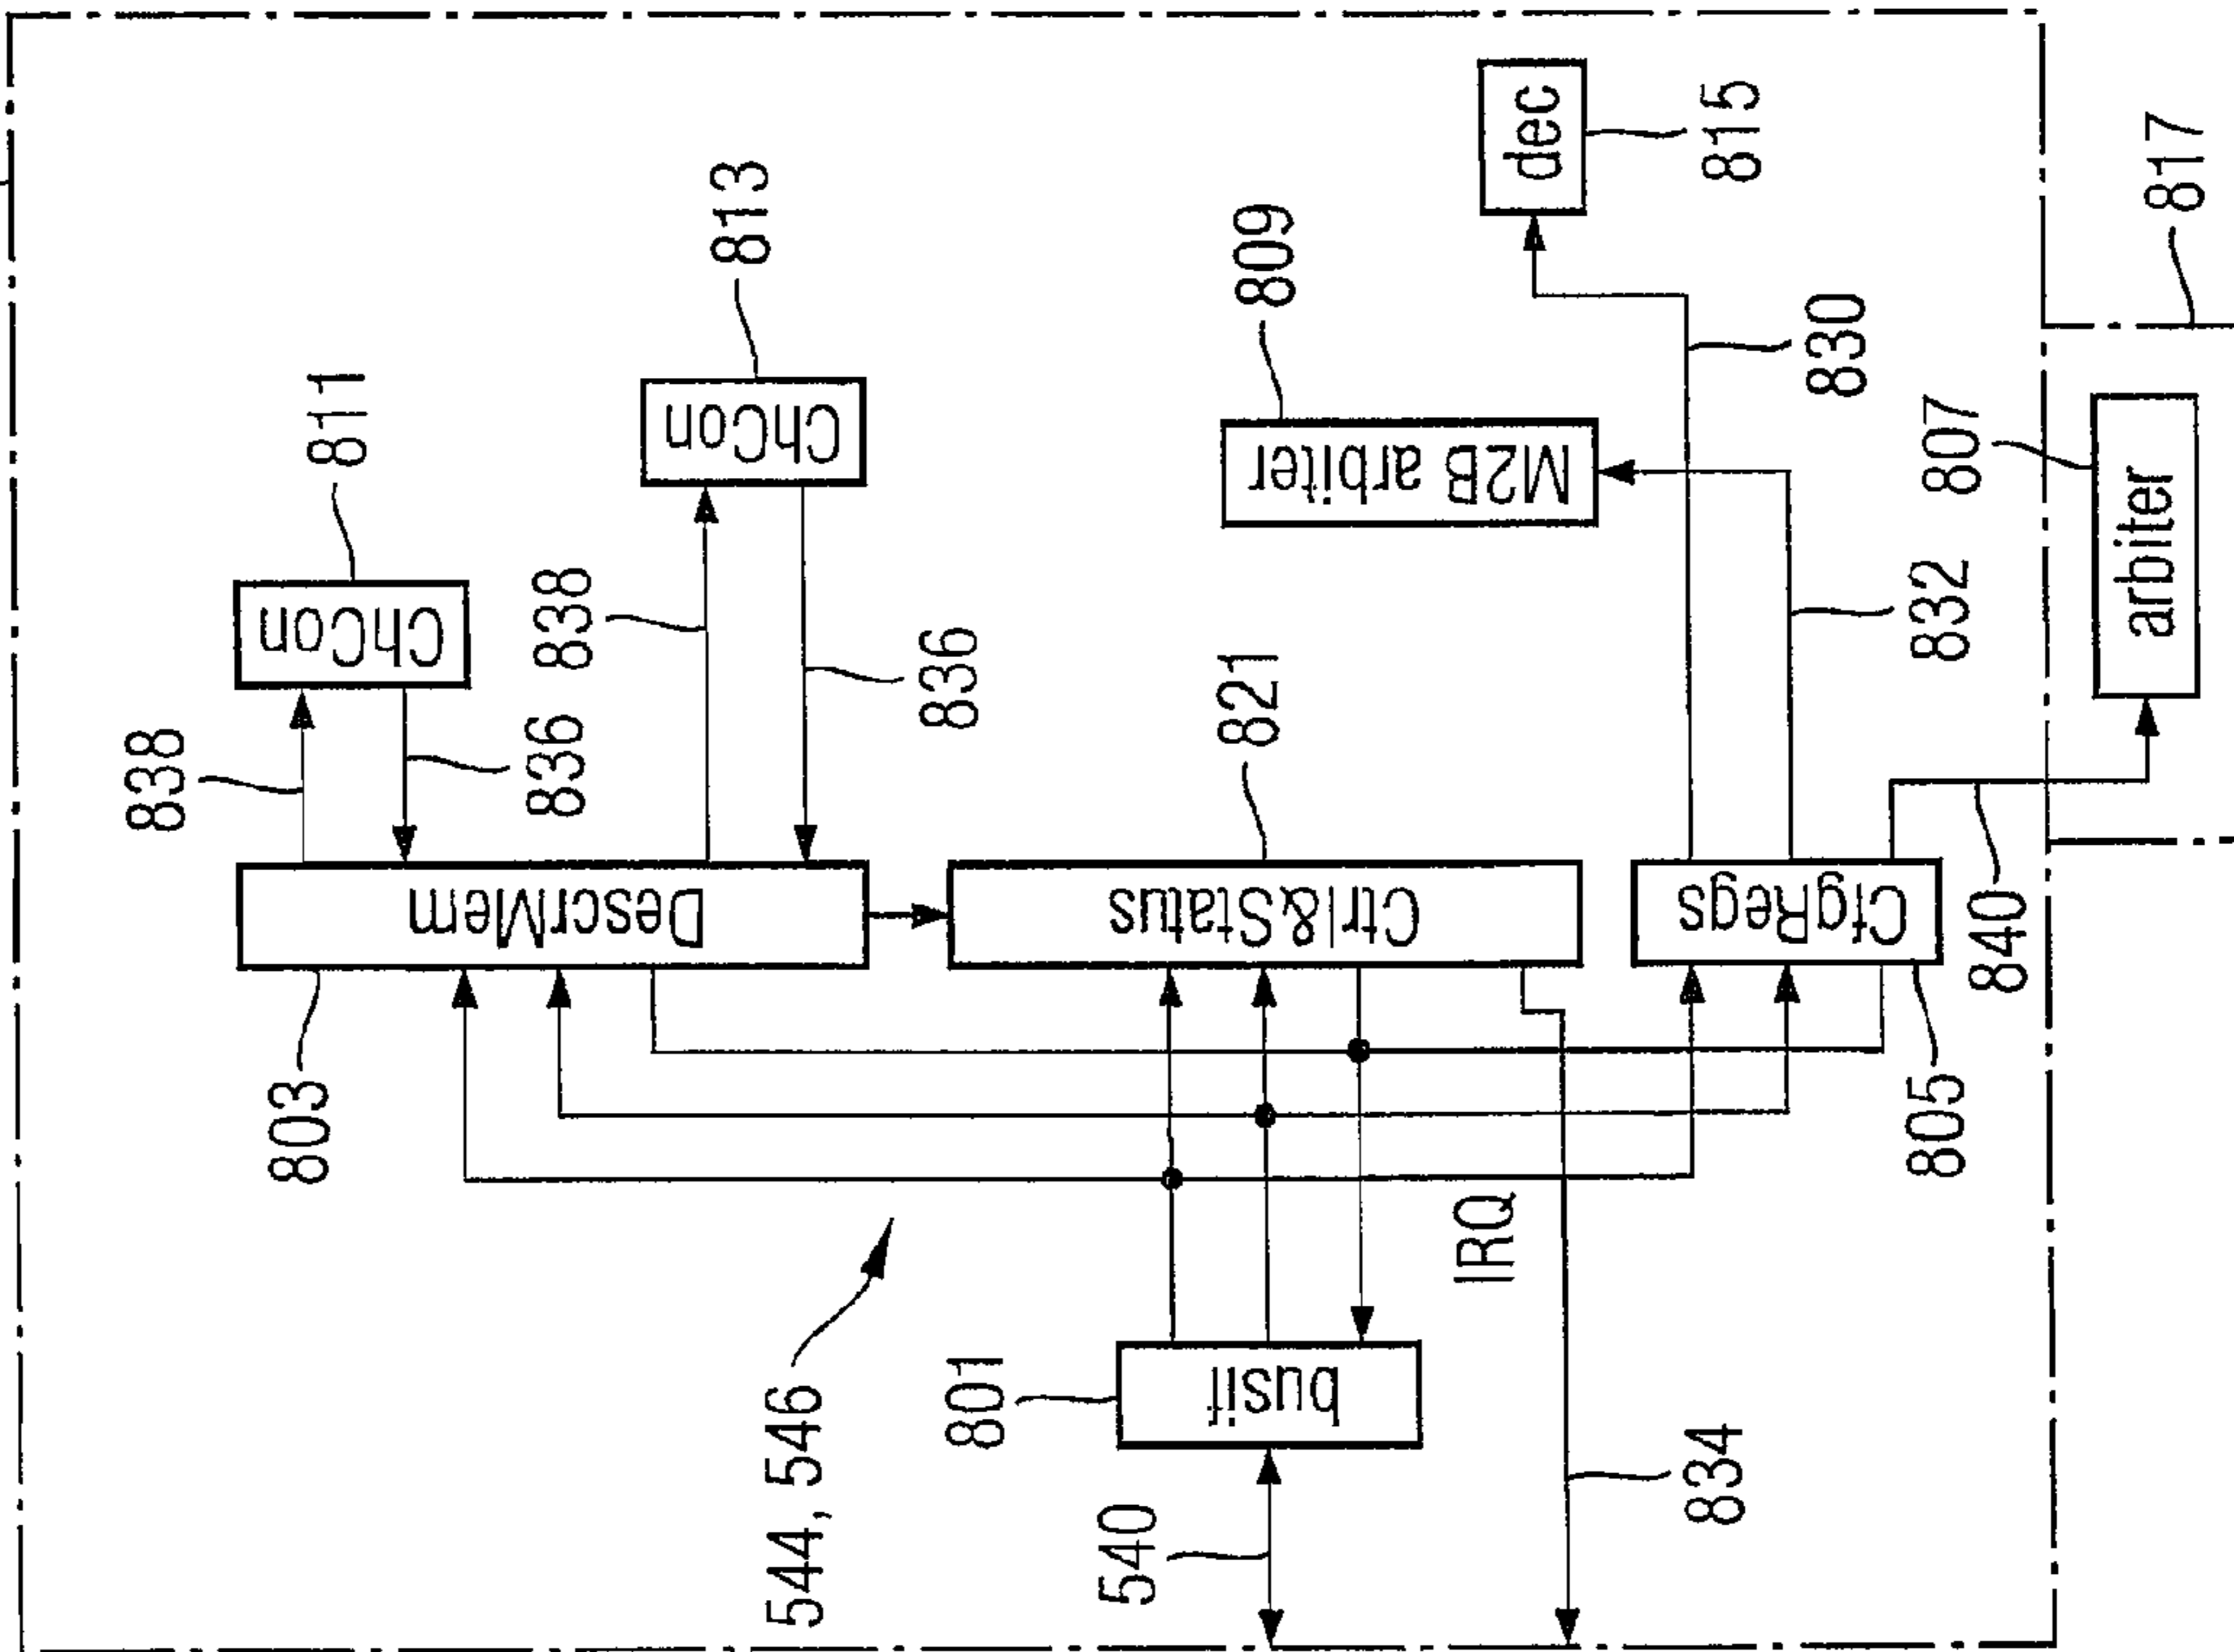 811
ChCon
838
836
813
ChCon
838
836
803
DescrMem
809
M2B arbiter
dec
815
821
Ctrl&Status
830
832
CfgRegs
805
840
807
arbiter
817
544, 546
801
busif
IRQ
540
834